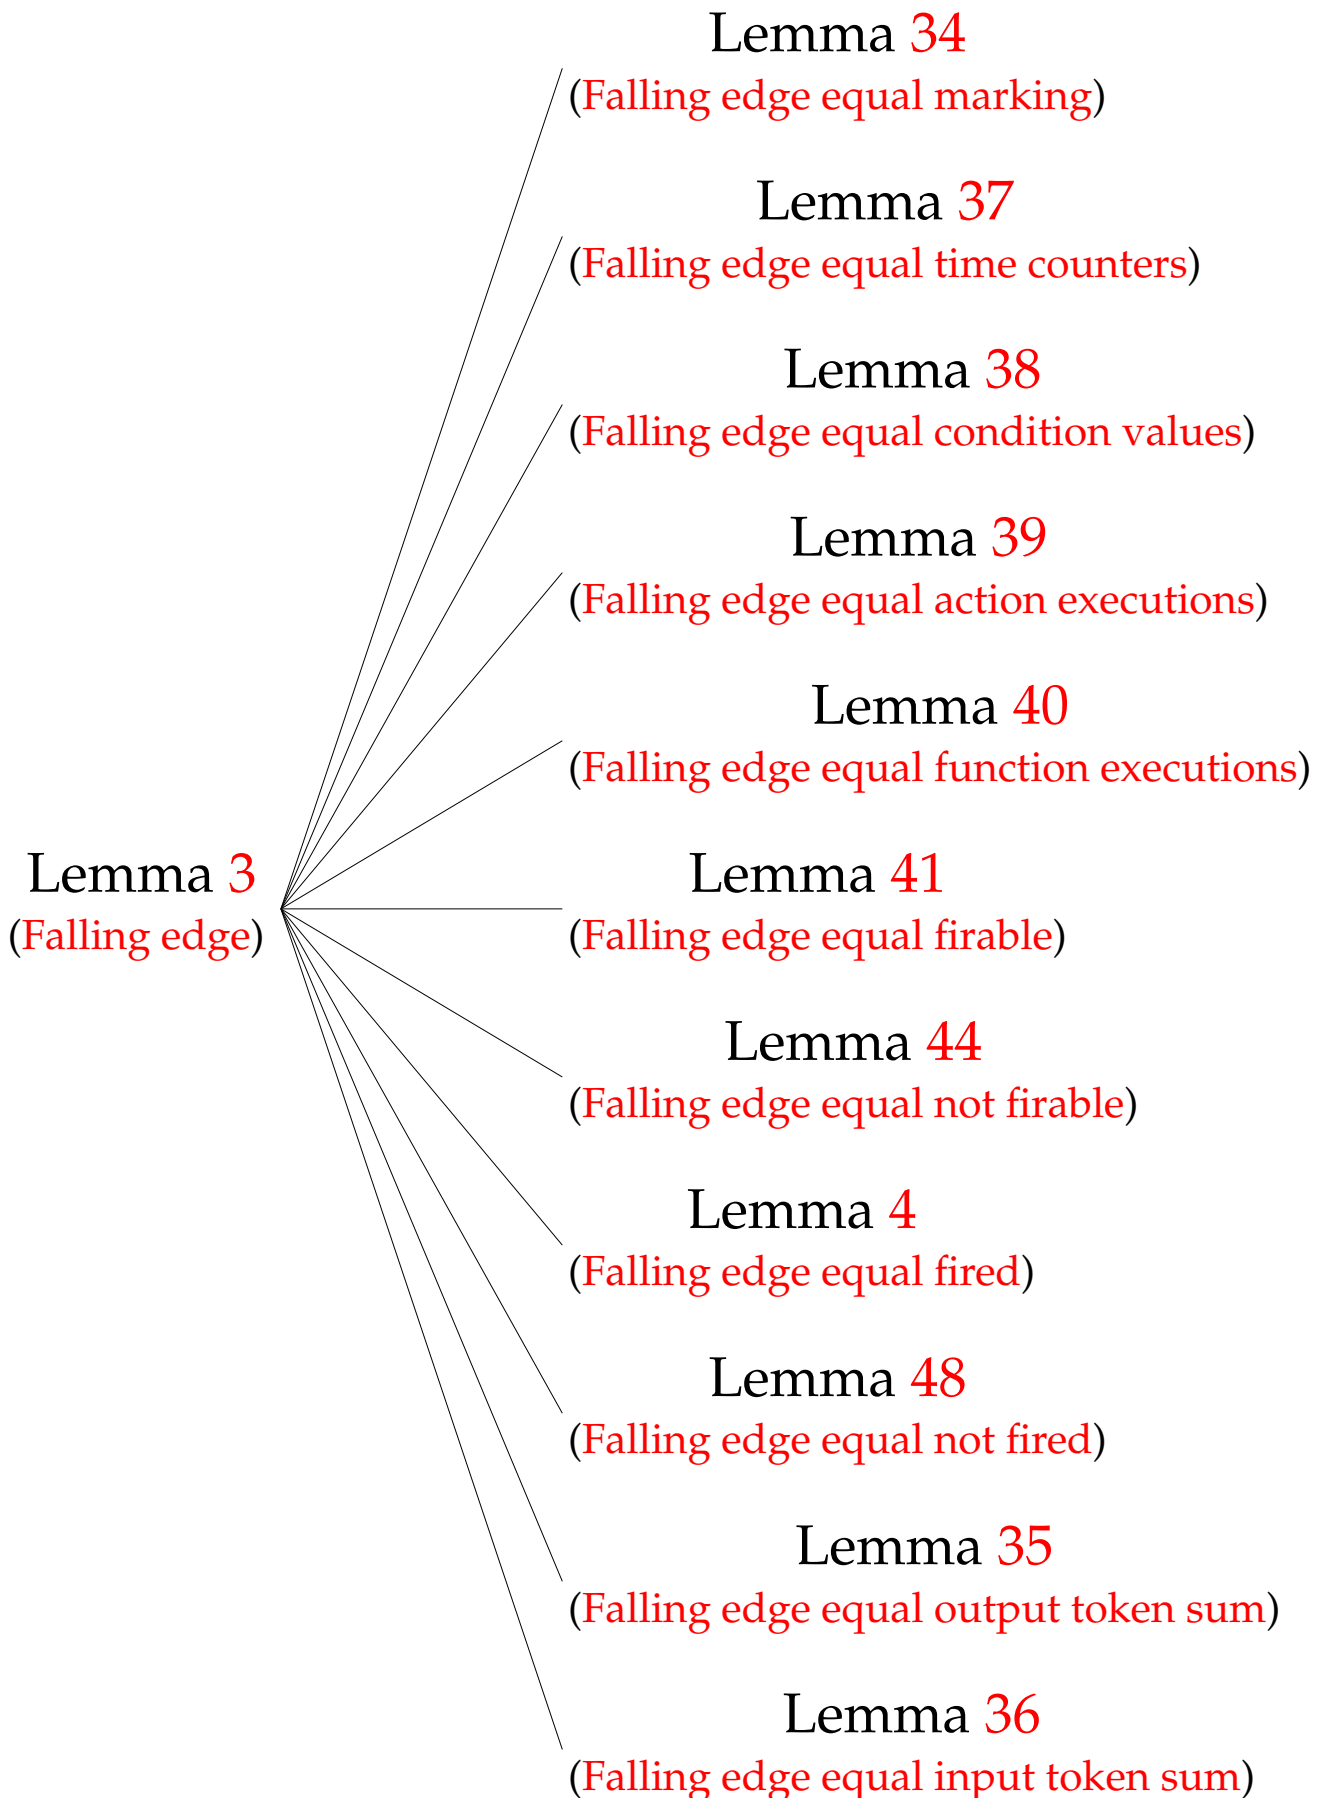 Lemma 34
(Falling edge equal marking)
Lemma 37
(Falling edge equal time counters)
Lemma 38
(Falling edge equal condition values)
Lemma 39
(Falling edge equal action executions)
Lemma 40
(Falling edge equal function executions)
Lemma 3
(Falling edge)
Lemma 41
(Falling edge equal firable)
Lemma 44
(Falling edge equal not firable)
Lemma 4
(Falling edge equal fired)
Lemma 48
(Falling edge equal not fired)
Lemma 35
(Falling edge equal output token sum)
Lemma 36
(Falling edge equal input token sum)